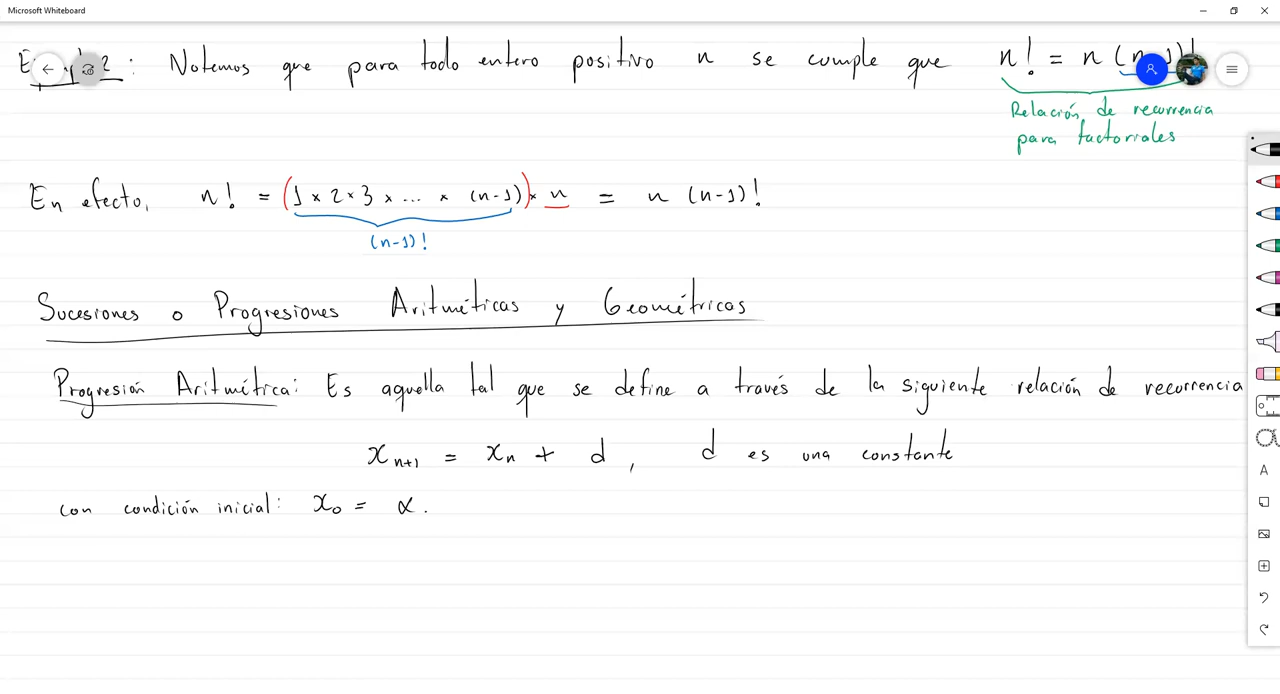 Microsoft Whiteboard
2: Notemos que para todo entero positivo n se cumple que n! = n (n-1)!
Relación de recurrencia
para factoriales
En efecto, n! = (1 × 2 × 3 × ... × (n-1)) × n = n (n-1)!
(n-1)!
Sucesiones o Progresiones Aritméticas y Geométricas
Progresión Aritmética: Es aquella tal que se define a través de la siguiente relación de recurrencia
x_{n+1} = x_n + d, d es una constante
con condición inicial: x_0 = α.
A